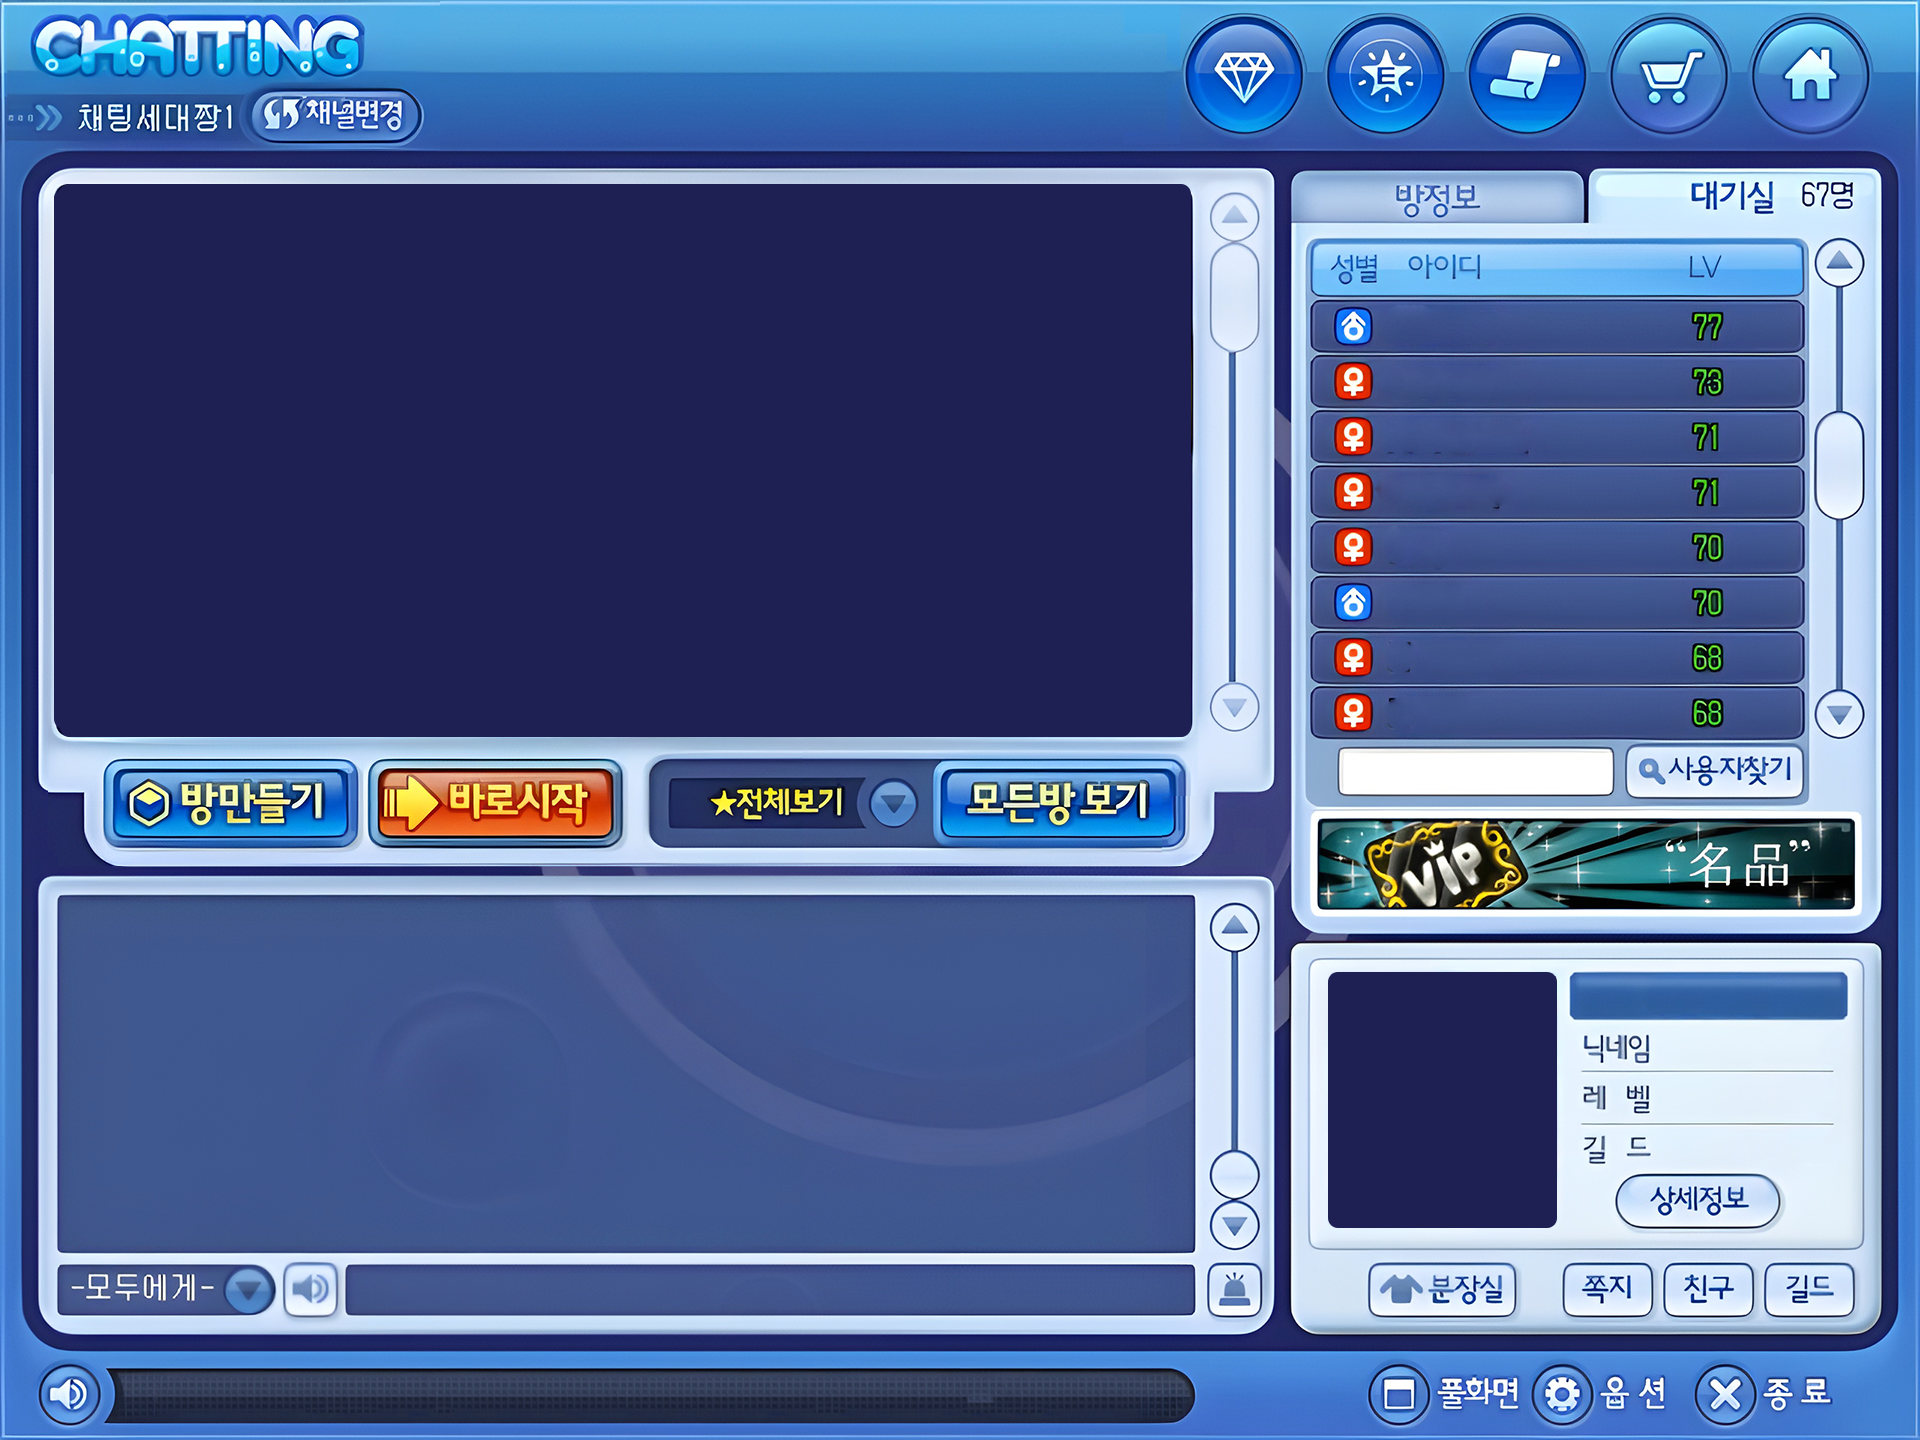 CHATTING
채팅세대짱1 채널변경
E
방정보 대기실 67명
성별 아이디 LV
77
73
71
71
70
70
68
68
사용자찾기
방만들기 바로시작 ★전체보기 모든방 보기
VIP “名品”
닉네임
레 벨
길 드
상세정보
-모두에게-
분장실 쪽지 친구 길드
풀화면 옵션 종료